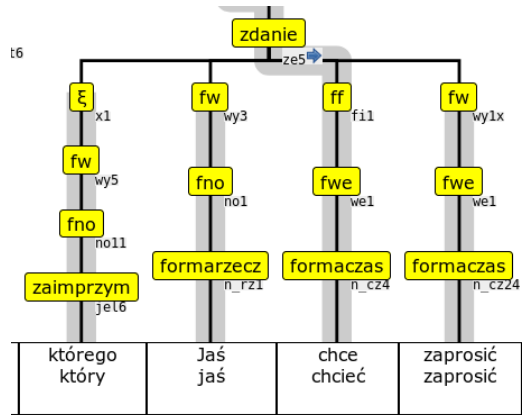 zdanie
t6
ze5
ξ fw ff fw
x1 wy3 fi1 wy1x
fw fno fwe fwe
wy5 no1 we1 we1
fno
no11
zaimprzym formarzecz formaczas formaczas
jel6 n_rz1 n_cz4 n_cz24
którego Jaś chce zaprosić
który jaś chcieć zaprosić